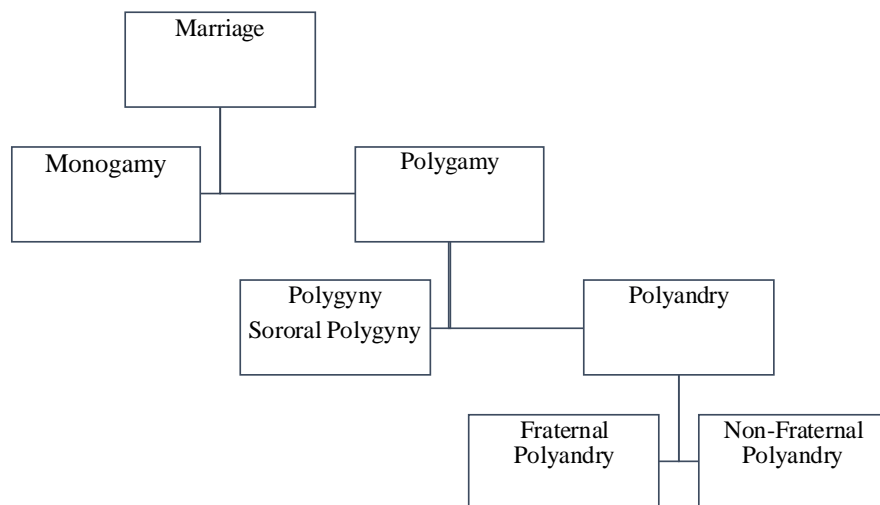 Marriage
Monogamy
Polygamy
Polygyny
Sororal Polygyny
Polyandry
Fraternal
Polyandry
Non-Fraternal
Polyandry